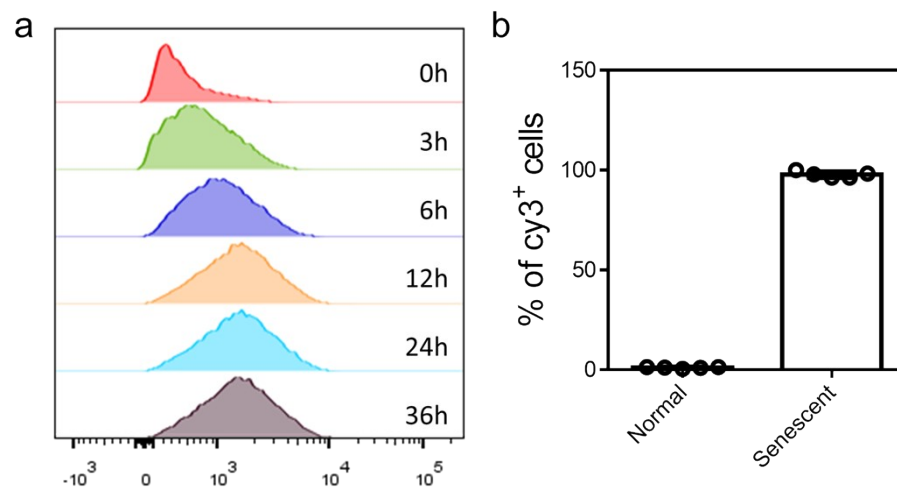 a
0h
3h
6h
12h
24h
36h
-10³ 0 10³ 10⁴ 10⁵
b
% of cy3⁺ cells
150
100
50
0
Normal
Senescent